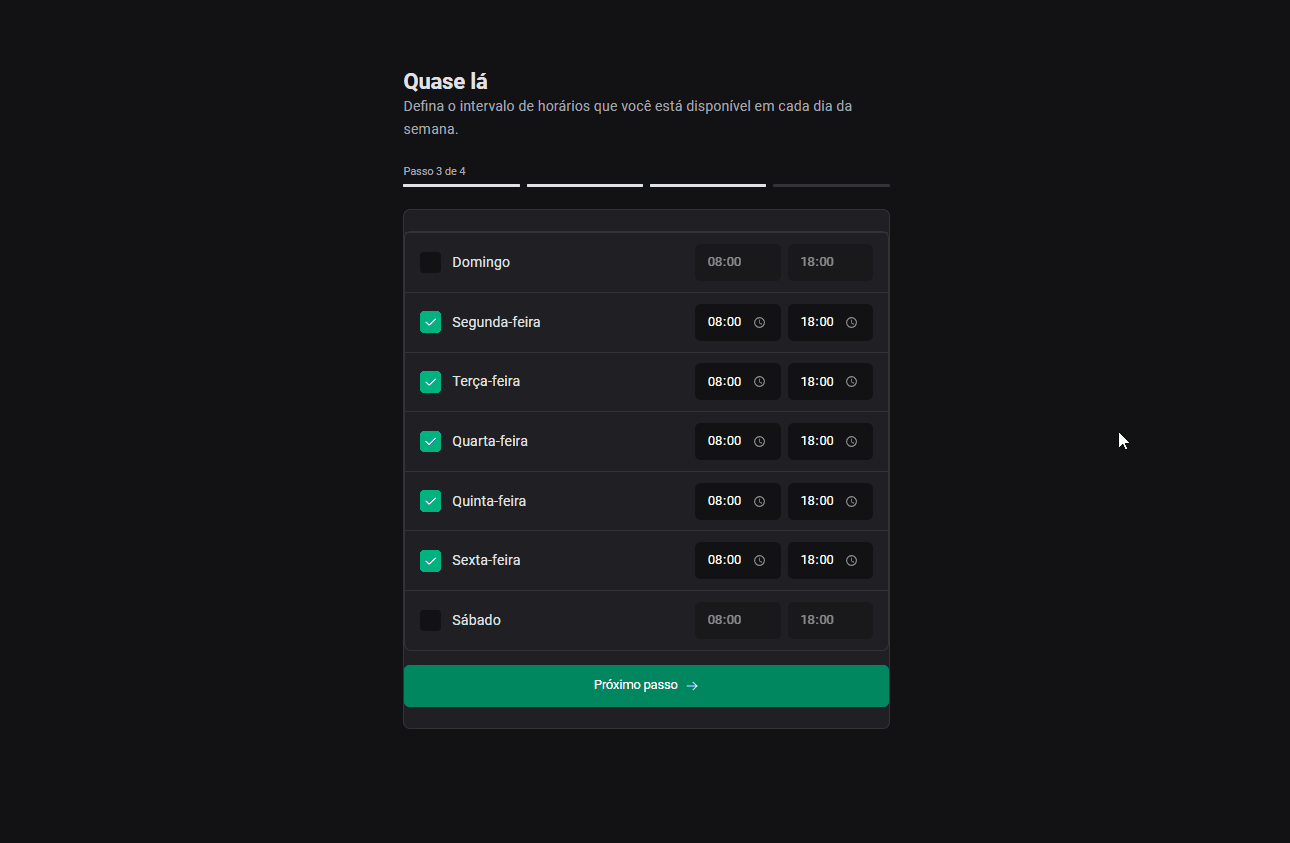 Quase lá
Defina o intervalo de horários que você está disponível em cada dia da
semana.
Passo 3 de 4
Domingo 08:00 18:00
Segunda-feira 08:00 18:00
Terça-feira 08:00 18:00
Quarta-feira 08:00 18:00
Quinta-feira 08:00 18:00
Sexta-feira 08:00 18:00
Sábado 08:00 18:00
Próximo passo →